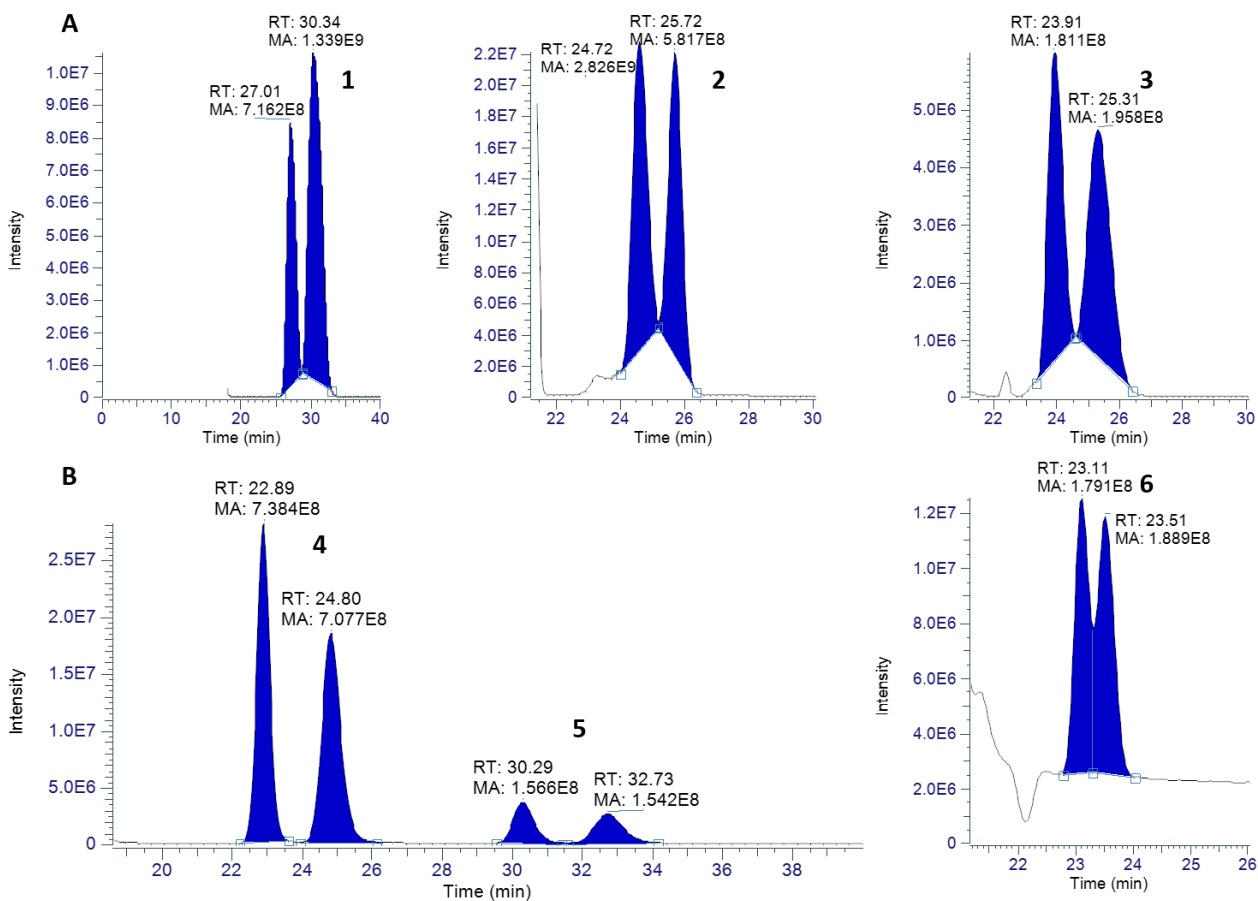 A
RT: 30.34
MA: 1.339E9
1
RT: 27.01
MA: 7.162E8
1.0E7
9.0E6
8.0E6
7.0E6
6.0E6
5.0E6
4.0E6
3.0E6
2.0E6
1.0E6
0
Intensity
0 10 20 30 40
Time (min)
RT: 25.72
MA: 5.817E8
RT: 24.72
MA: 2.826E9
2
2.2E7
2.0E7
1.8E7
1.6E7
1.4E7
1.2E7
1.0E7
8.0E6
6.0E6
4.0E6
2.0E6
0
Intensity
22 24 26 28 30
Time (min)
RT: 23.91
MA: 1.811E8
3
RT: 25.31
MA: 1.958E8
5.0E6
4.0E6
3.0E6
2.0E6
1.0E6
0
Intensity
22 24 26 28 30
Time (min)
B
RT: 22.89
MA: 7.384E8
4
RT: 24.80
MA: 7.077E8
5
RT: 30.29
MA: 1.566E8
RT: 32.73
MA: 1.542E8
2.5E7
2.0E7
1.5E7
1.0E7
5.0E6
0
Intensity
20 22 24 26 28 30 32 34 36 38
Time (min)
RT: 23.11
MA: 1.791E8
6
RT: 23.51
MA: 1.889E8
1.2E7
1.0E7
8.0E6
6.0E6
4.0E6
2.0E6
0
Intensity
22 23 24 25 26
Time (min)